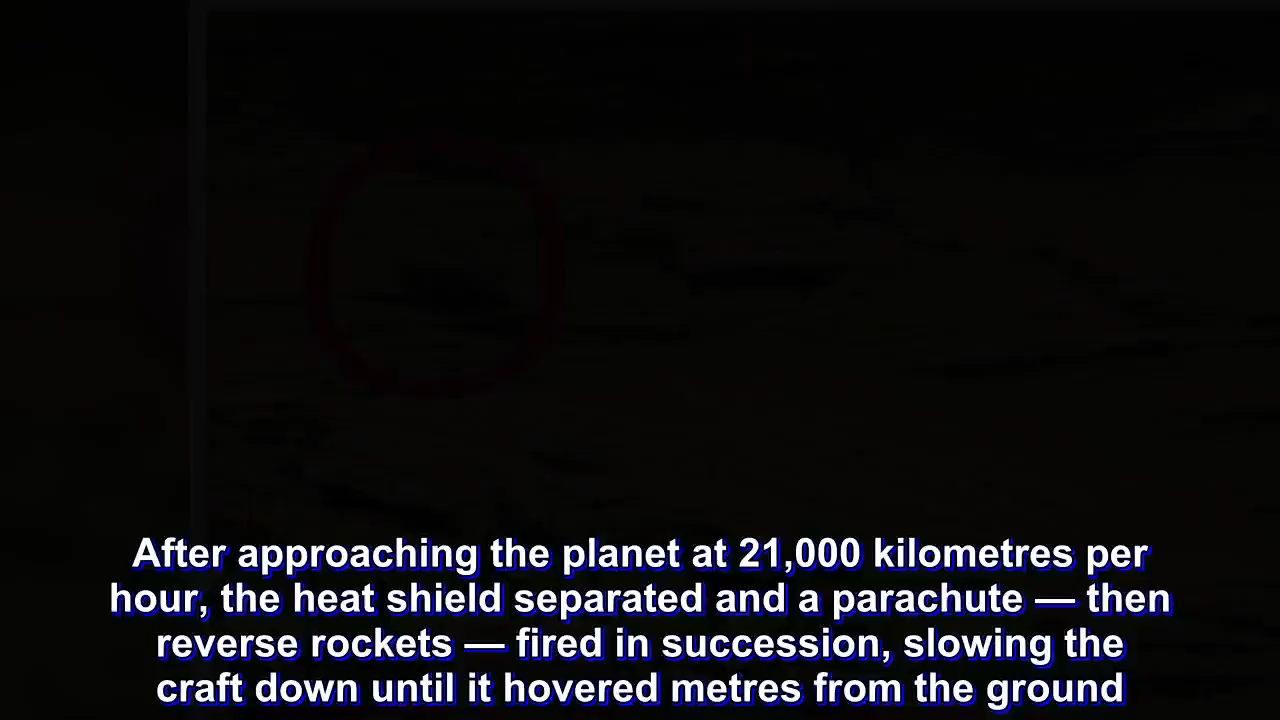 After approaching the planet at 21,000 kilometres per
hour, the heat shield separated and a parachute — then
reverse rockets — fired in succession, slowing the
craft down until it hovered metres from the ground